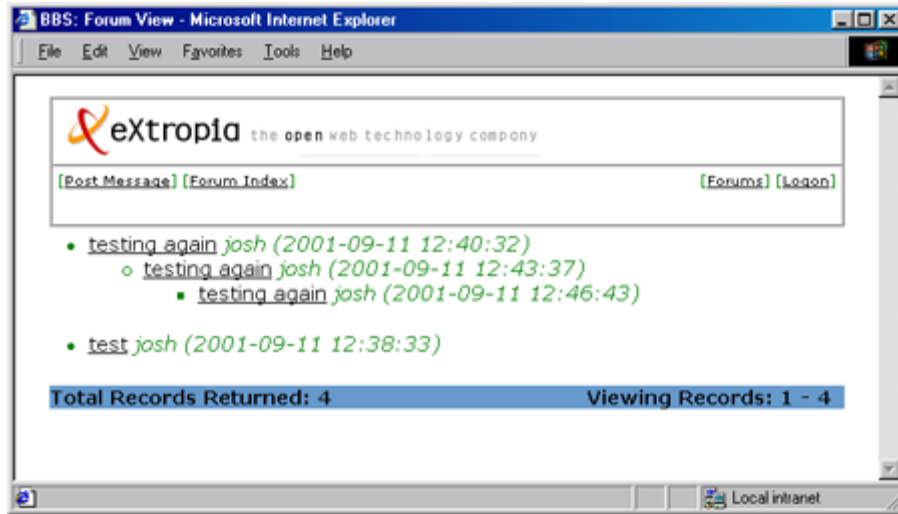 BBS: Forum View - Microsoft Internet Explorer
File Edit View Favorites Tools Help
eXtropia the open web technology company
[Post Message] [Forum Index] [Forums] [Logon]
testing again josh (2001-09-11 12:40:32)
testing again josh (2001-09-11 12:43:37)
testing again josh (2001-09-11 12:46:43)
test josh (2001-09-11 12:38:33)
Total Records Returned: 4 Viewing Records: 1 - 4
Local intranet